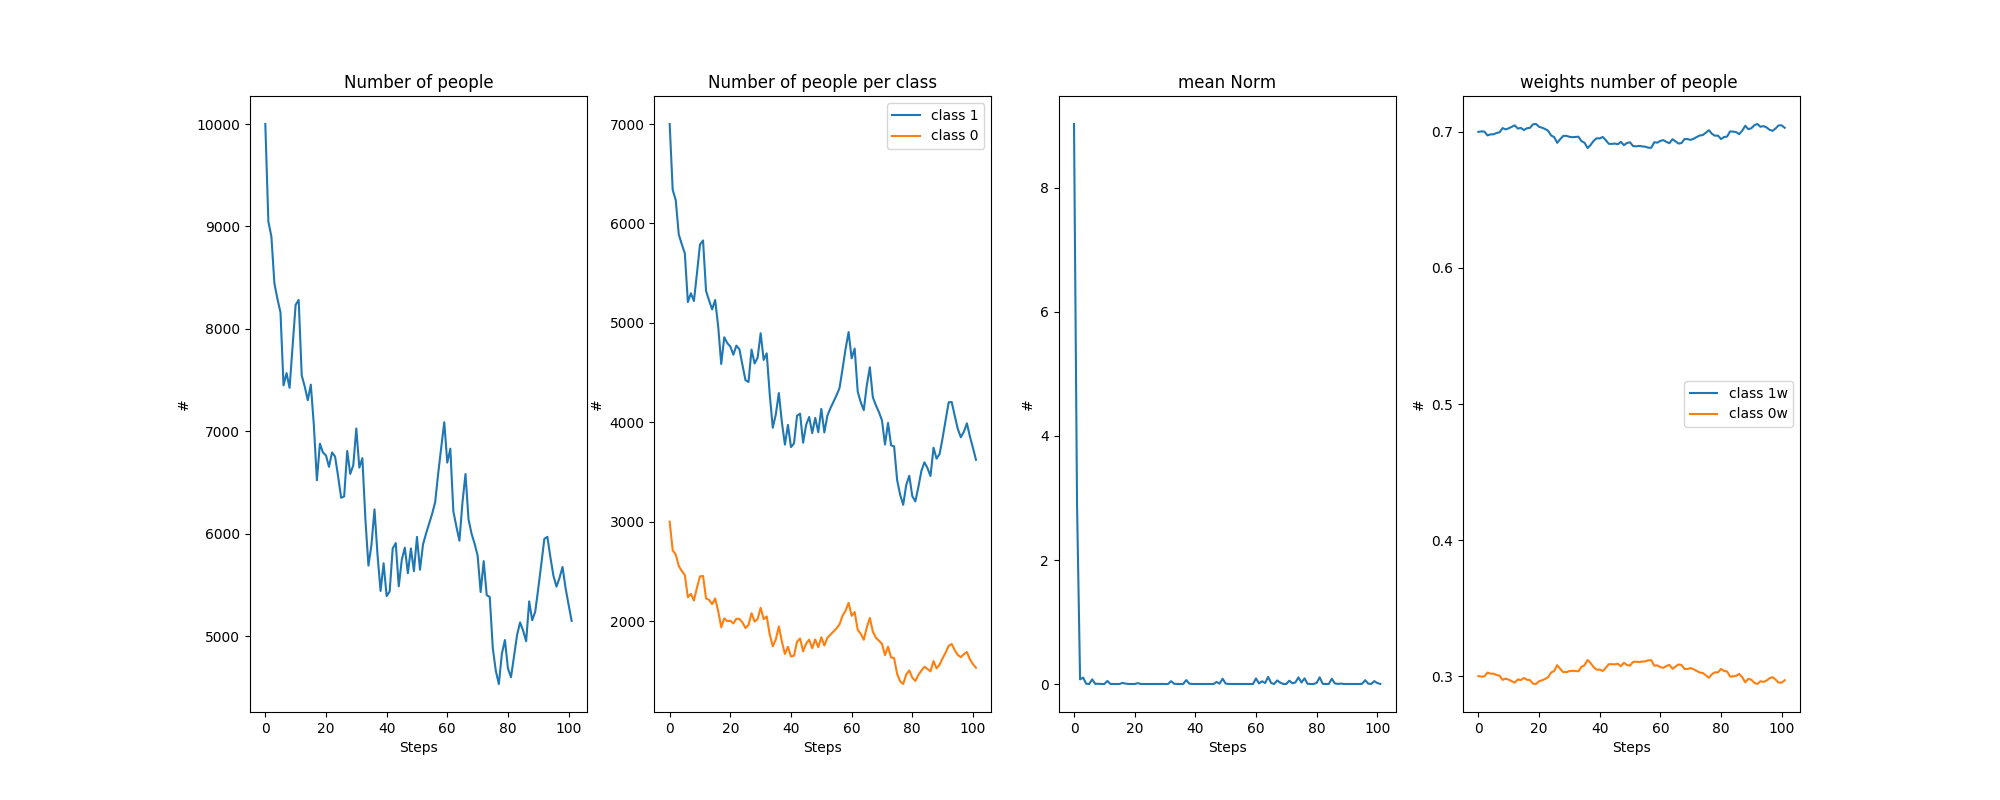 Number of people
10000
9000
8000
7000
6000
5000
#
0 20 40 60 80 100
Steps
Number of people per class
class 1
class 0
7000
6000
5000
4000
3000
2000
#
0 20 40 60 80 100
Steps
mean Norm
8
6
4
2
0
#
0 20 40 60 80 100
Steps
weights number of people
0.7
0.6
0.5
0.4
0.3
#
class 1w
class 0w
0 20 40 60 80 100
Steps